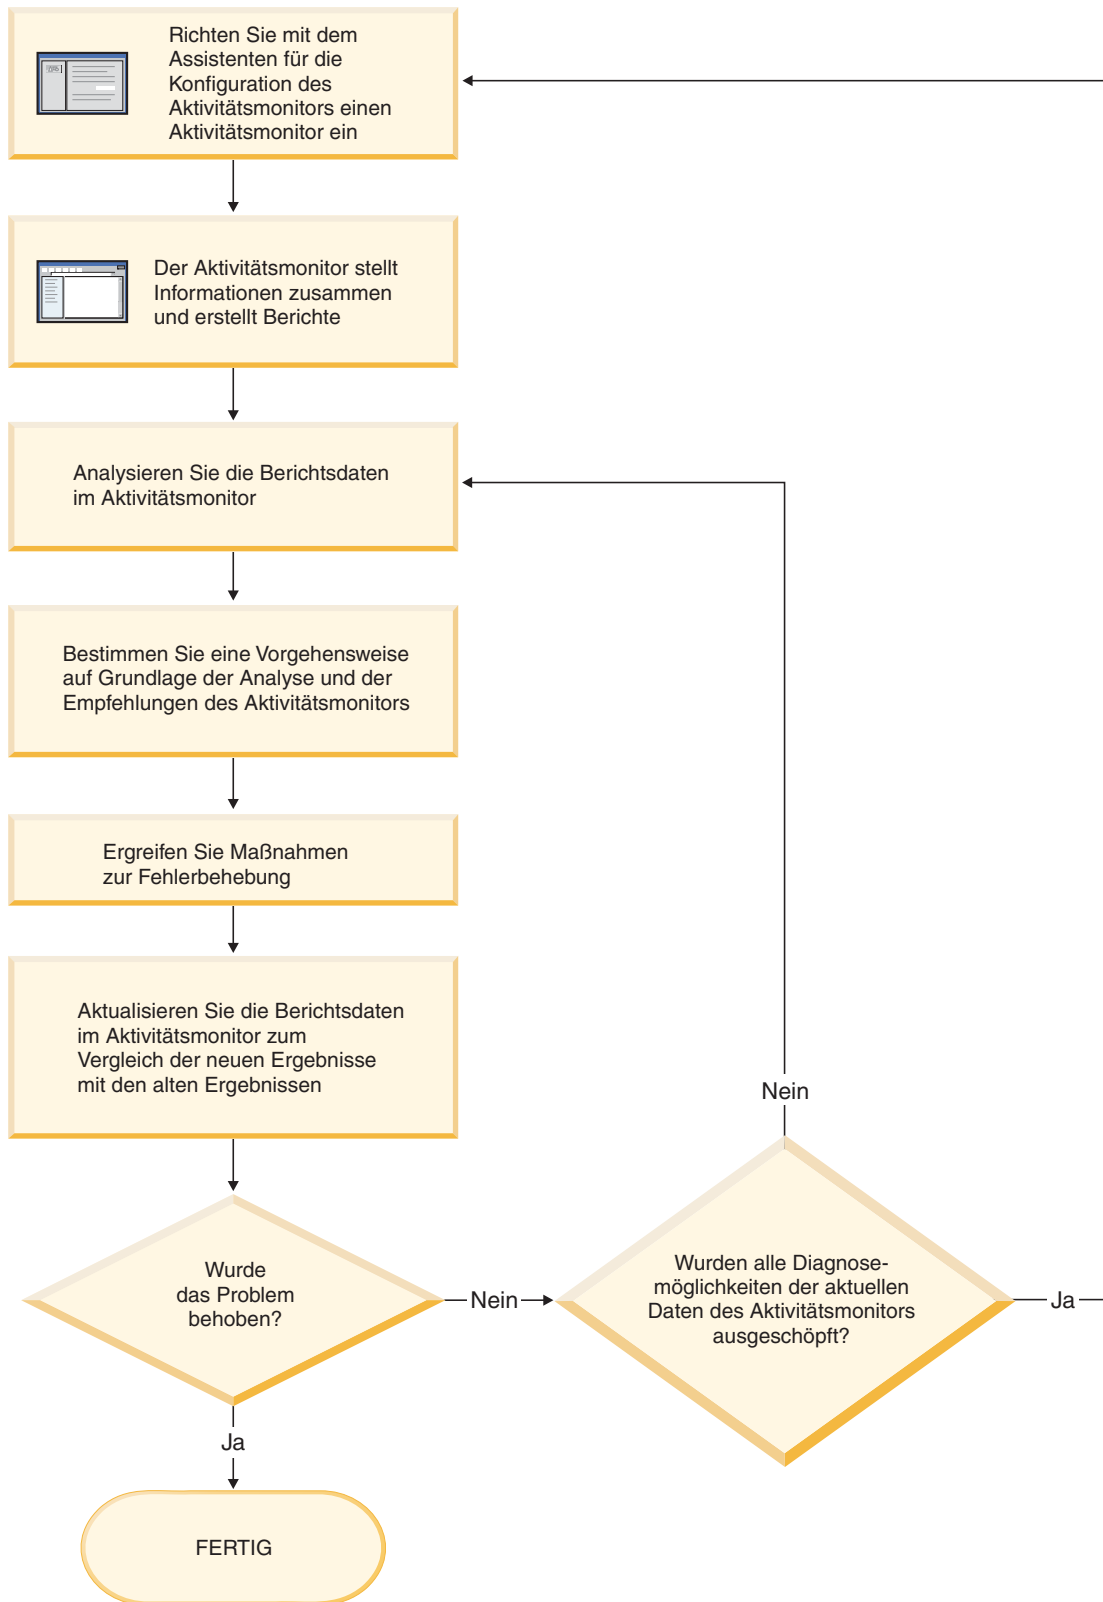 Richten Sie mit dem
Assistenten für die
Konfiguration des
Aktivitätsmonitors einen
Aktivitätsmonitor ein
Der Aktivitätsmonitor stellt
Informationen zusammen
und erstellt Berichte
Analysieren Sie die Berichtsdaten
im Aktivitätsmonitor
Bestimmen Sie eine Vorgehensweise
auf Grundlage der Analyse und der
Empfehlungen des Aktivitätsmonitors
Ergreifen Sie Maßnahmen
zur Fehlerbehebung
Aktualisieren Sie die Berichtsdaten
im Aktivitätsmonitor zum
Vergleich der neuen Ergebnisse
mit den alten Ergebnissen
Wurde
das Problem
behoben?
Nein
Wurden alle Diagnose-
möglichkeiten der aktuellen
Daten des Aktivitätsmonitors
ausgeschöpft?
Nein
Ja
Ja
FERTIG